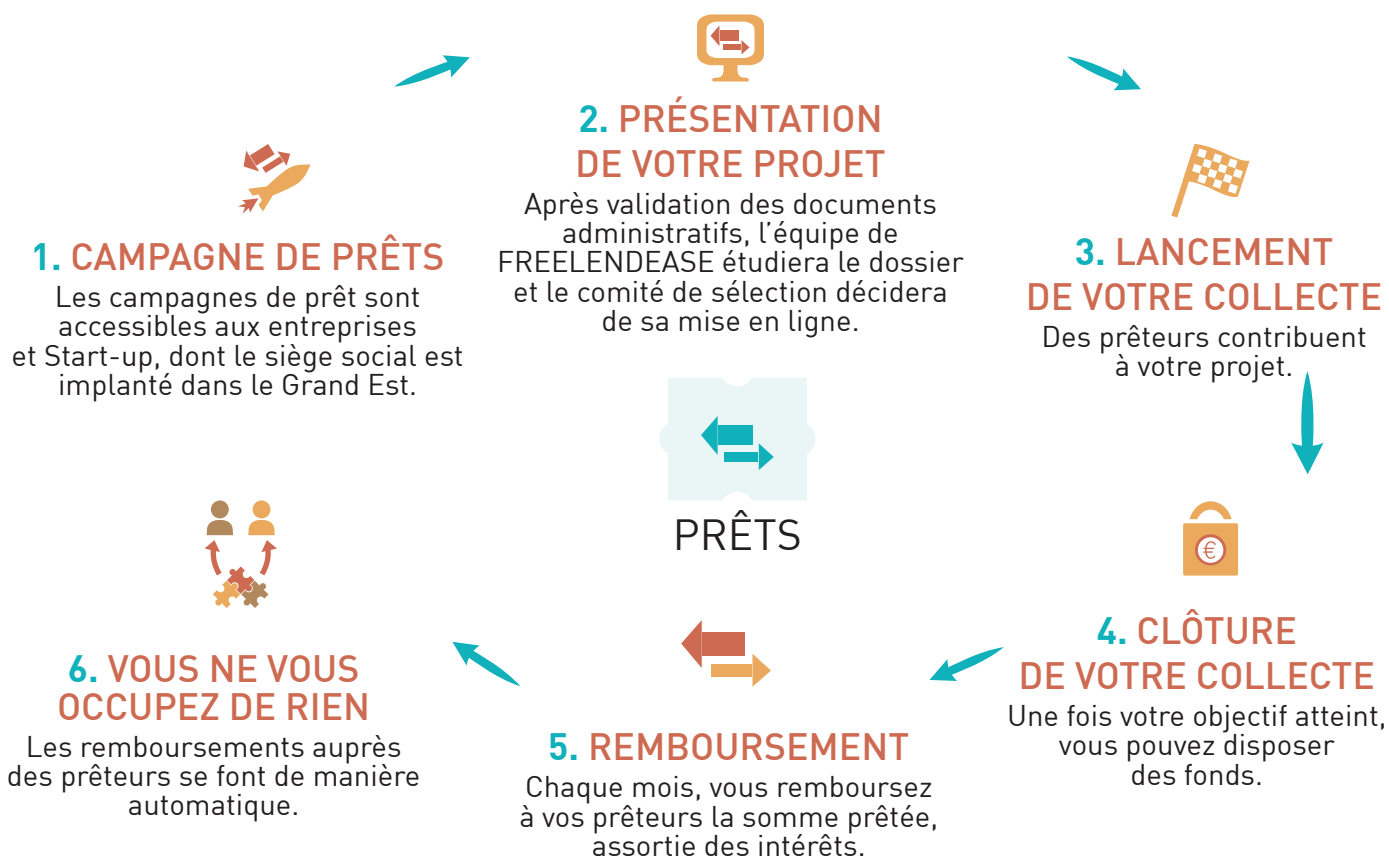 1. CAMPAGNE DE PRÊTS
Les campagnes de prêt sont
accessibles aux entreprises
et Start-up, dont le siège social est
implanté dans le Grand Est.
2. PRÉSENTATION
DE VOTRE PROJET
Après validation des documents
administratifs, l’équipe de
FREELENDEASE étudiera le dossier
et le comité de sélection décidera
de sa mise en ligne.
3. LANCEMENT
DE VOTRE COLLECTE
Des prêteurs contribuent
à votre projet.
PRÊTS
€
4. CLÔTURE
DE VOTRE COLLECTE
Une fois votre objectif atteint,
vous pouvez disposer
des fonds.
5. REMBOURSEMENT
Chaque mois, vous remboursez
à vos prêteurs la somme prêtée,
assortie des intérêts.
6. VOUS NE VOUS
OCCUPEZ DE RIEN
Les remboursements auprès
des prêteurs se font de manière
automatique.